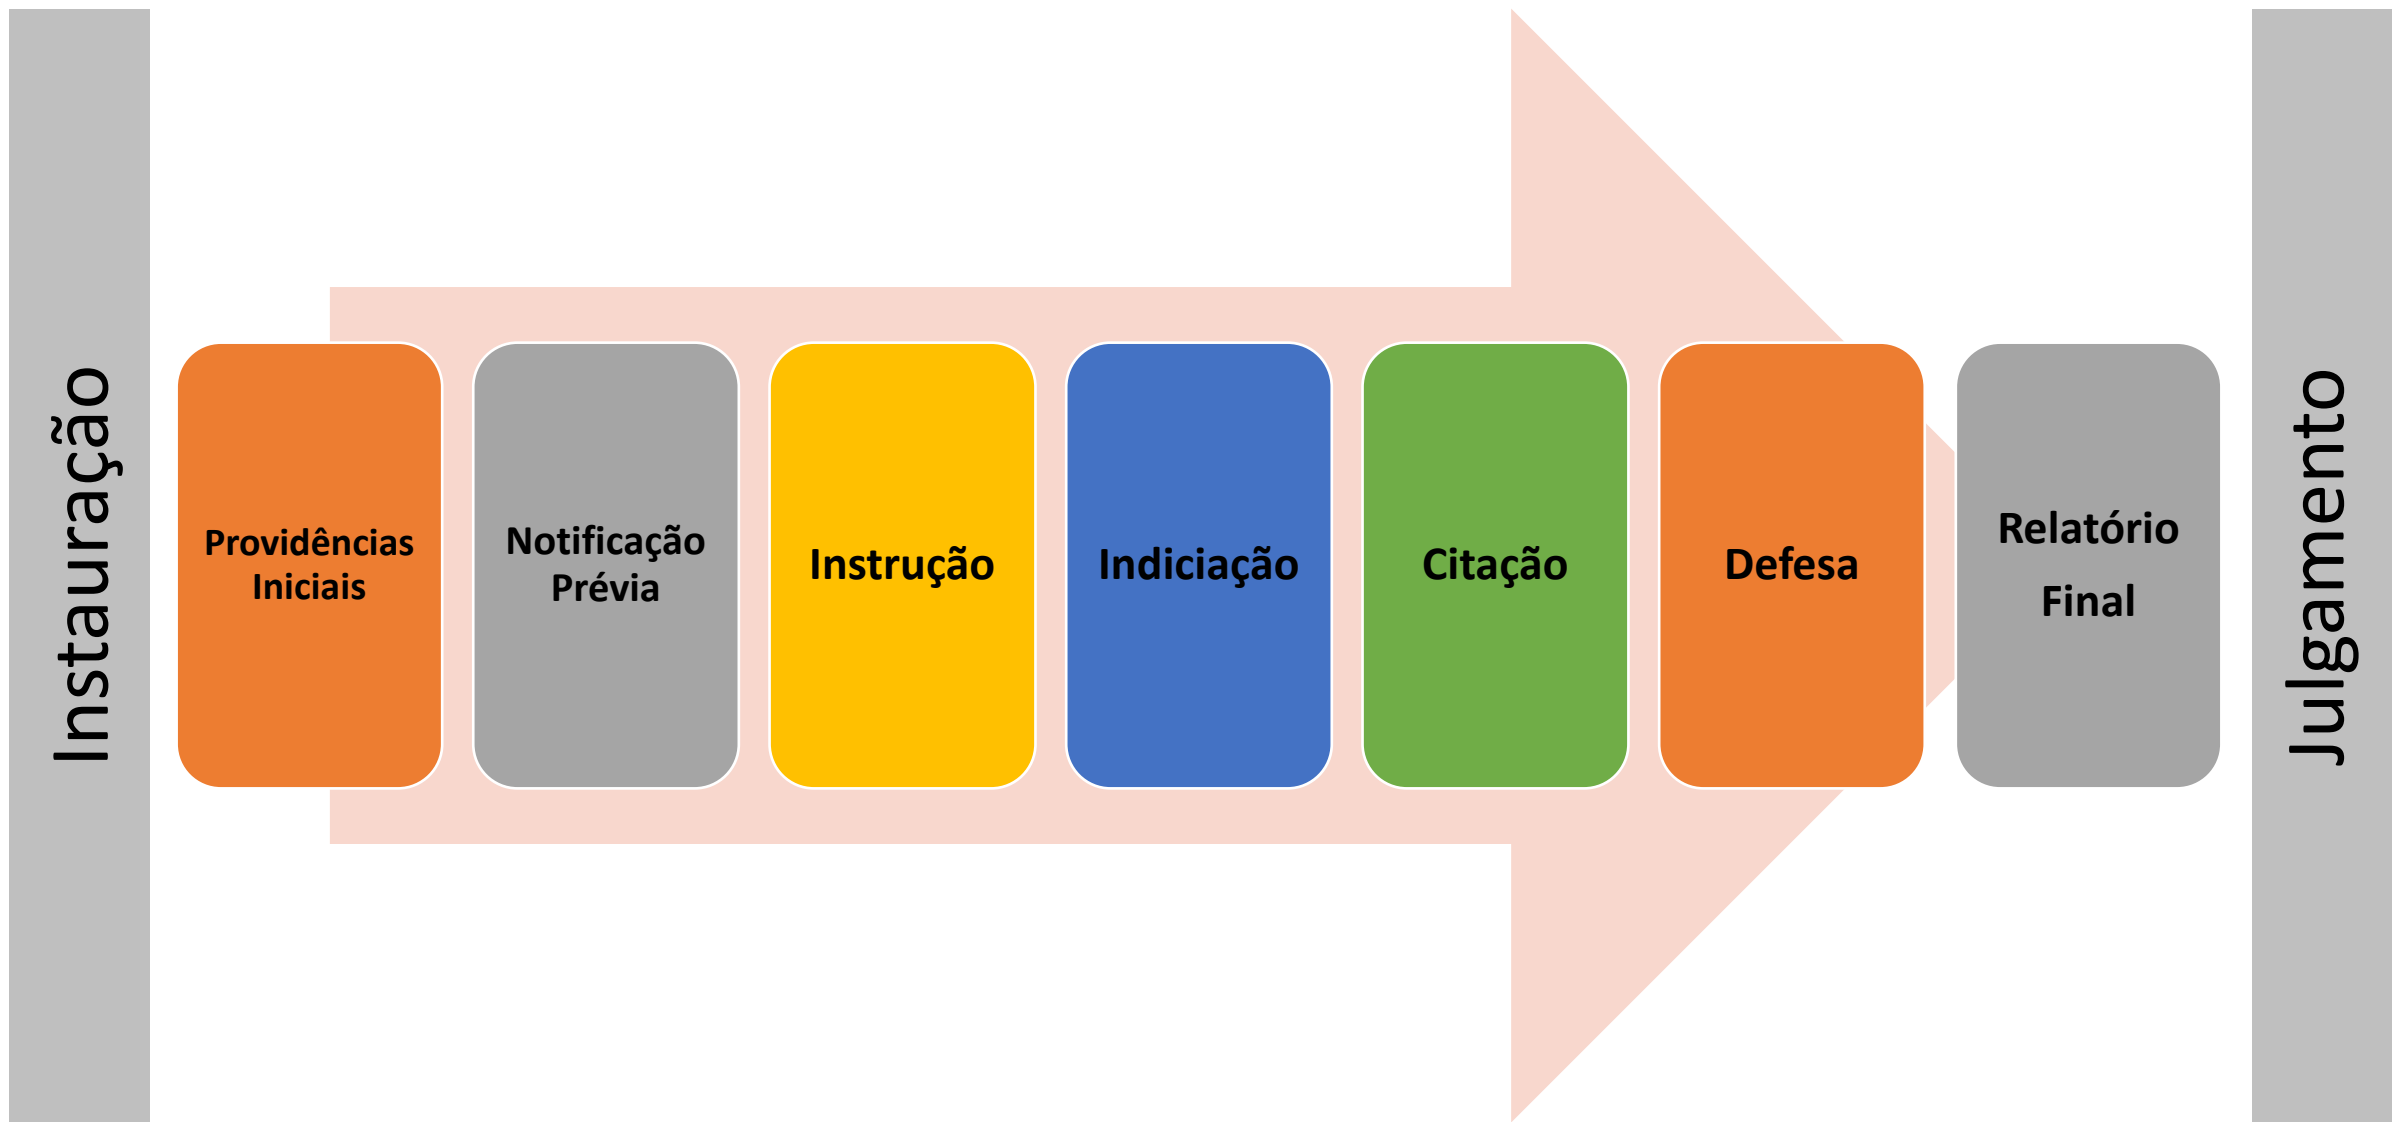 Instauração
Providências
Iniciais
Notificação
Prévia
Instrução
Indiciação
Citação
Defesa
Relatório
Final
Julgamento